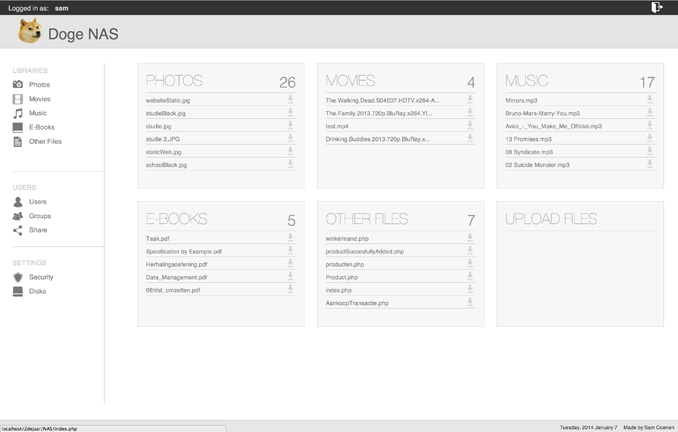 Logged in as: sam
Doge NAS
LIBRARIES
Photos
Movies
Music
E-Books
Other Files
USERS
Users
Groups
Share
SETTINGS
Security
Disks
PHOTOS 26
websiteStatic.jpg
studieBlack.jpg
studie.jpg
studie 2.JPG
staticWeb.jpg
schoolBlack.jpg
MOVIES 4
The.Walking.Dead.S04E07.HDTV.x264-A...
The.Family.2013.720p.BluRay.x264.YI...
test.mp4
Drinking.Buddies.2013.720p.BluRay.x...
MUSIC 17
Mirrors.mp3
Bruno-Mars-Marry-You.mp3
Avicii_-_You_Make_Me_Official.mp3
13 Promises.mp3
08 Syndicate.mp3
02 Suicide Monster.mp3
E-BOOKS 5
Taak.pdf
Specification by Example.pdf
Herhalingsoefening.pdf
Data_Management.pdf
06hfst_omzetten.pdf
OTHER FILES 7
winkelmand.php
productSuccesfullyAdded.php
producten.php
Product.php
index.php
AankoopTransactie.php
UPLOAD FILES
localhost/2dejaar/NAS/index.php
Tuesday, 2014 January 7 Made by Sam Coenen